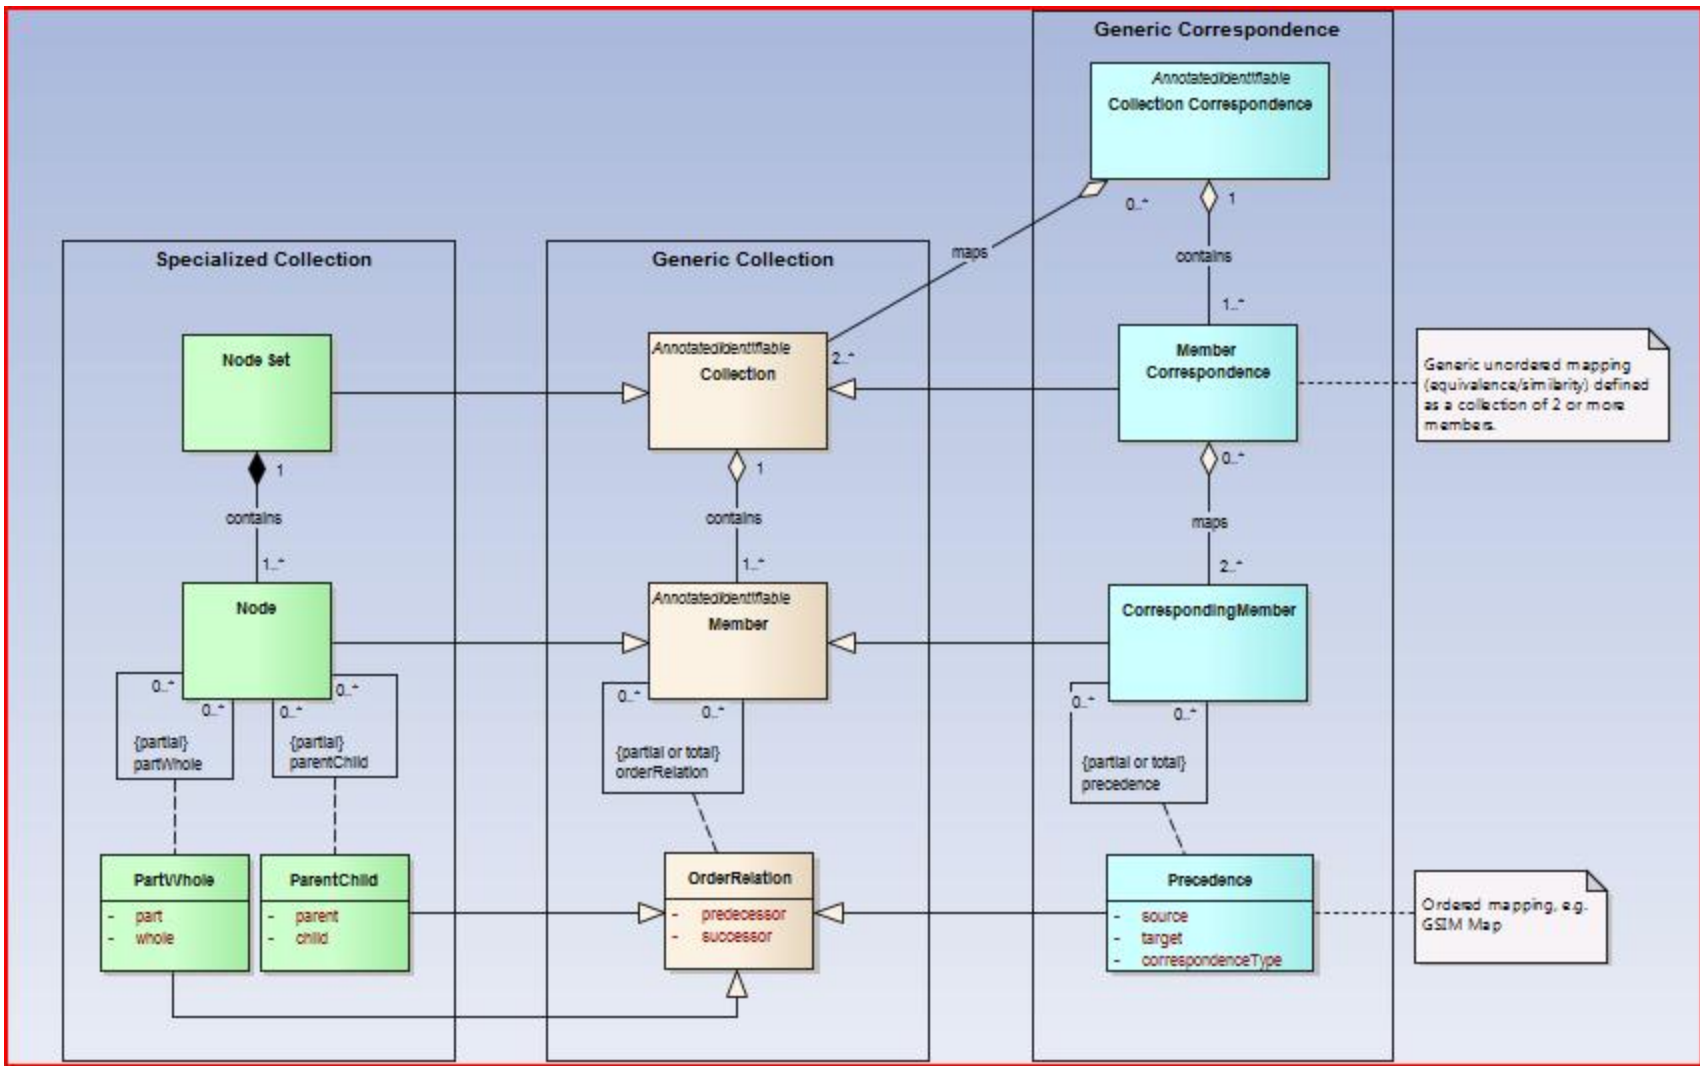 Generic Correspondence
AnnotatedIdentifiable
Collection Correspondence
0..*
1
maps
contains
1..*
Specialized Collection
Generic Collection
Node Set
AnnotatedIdentifiable
Collection
2..*
Member
Correspondence
Generic unordered mapping
(equivalence/similarity) defined
as a collection of 2 or more
members.
1
1
0..*
contains
contains
maps
1..*
1..*
2..*
Node
AnnotatedIdentifiable
Member
CorrespondingMember
0..*
0..*
0..*
0..*
{partial}
partWhole
{partial}
parentChild
0..*
0..*
{partial or total}
orderRelation
0..*
0..*
{partial or total}
precedence
PartWhole
- part
- whole
ParentChild
- parent
- child
OrderRelation
- predecessor
- successor
Precedence
- source
- target
- correspondenceType
Ordered mapping, e.g.
GSIM Map